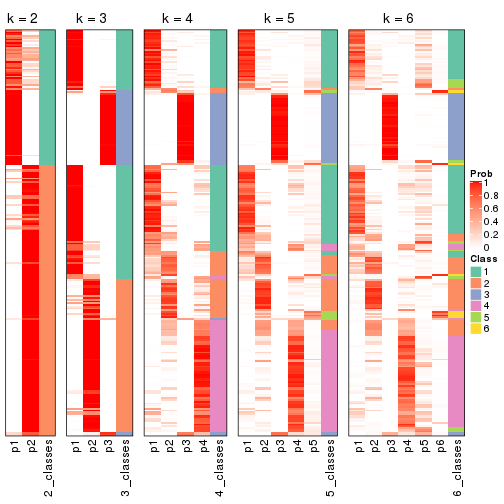 k = 2
k = 3
k = 4
k = 5
k = 6
Prob
1
0.8
0.6
0.4
0.2
0
Class
1
2
3
4
5
6
p1
p2
2_classes
p1
p2
p3
3_classes
p1
p2
p3
p4
4_classes
p1
p2
p3
p4
p5
5_classes
p1
p2
p3
p4
p5
p6
6_classes